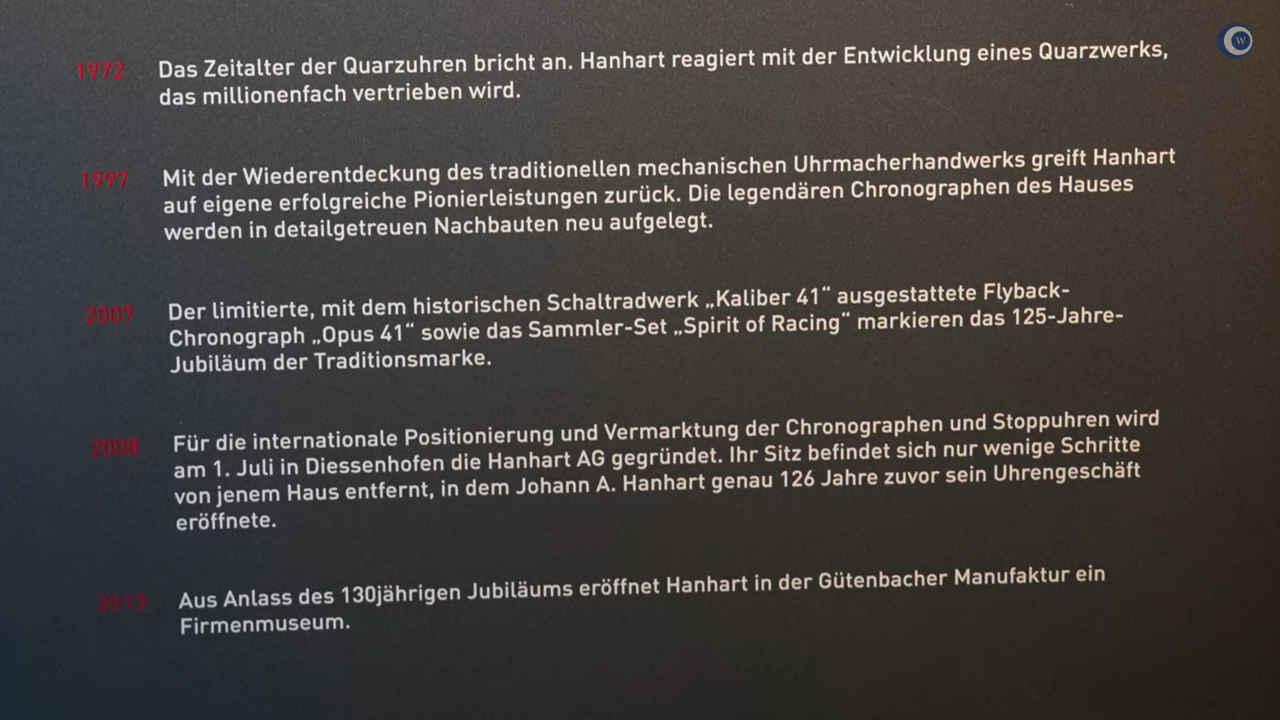 1972
Das Zeitalter der Quarzuhren bricht an. Hanhart reagiert mit der Entwicklung eines Quarzwerks,
das millionenfach vertrieben wird.
1997
Mit der Wiederentdeckung des traditionellen mechanischen Uhrmacherhandwerks greift Hanhart
auf eigene erfolgreiche Pionierleistungen zurück. Die legendären Chronographen des Hauses
werden in detailgetreuen Nachbauten neu aufgelegt.
2007
Der limitierte, mit dem historischen Schaltradwerk „Kaliber 41“ ausgestattete Flyback-
Chronograph „Opus 41“ sowie das Sammler-Set „Spirit of Racing“ markieren das 125-Jahre-
Jubiläum der Traditionsmarke.
2008
Für die internationale Positionierung und Vermarktung der Chronographen und Stoppuhren wird
am 1. Juli in Diessenhofen die Hanhart AG gegründet. Ihr Sitz befindet sich nur wenige Schritte
von jenem Haus entfernt, in dem Johann A. Hanhart genau 126 Jahre zuvor sein Uhrengeschäft
eröffnete.
2013
Aus Anlass des 130jährigen Jubiläums eröffnet Hanhart in der Gütenbacher Manufaktur ein
Firmenmuseum.
W